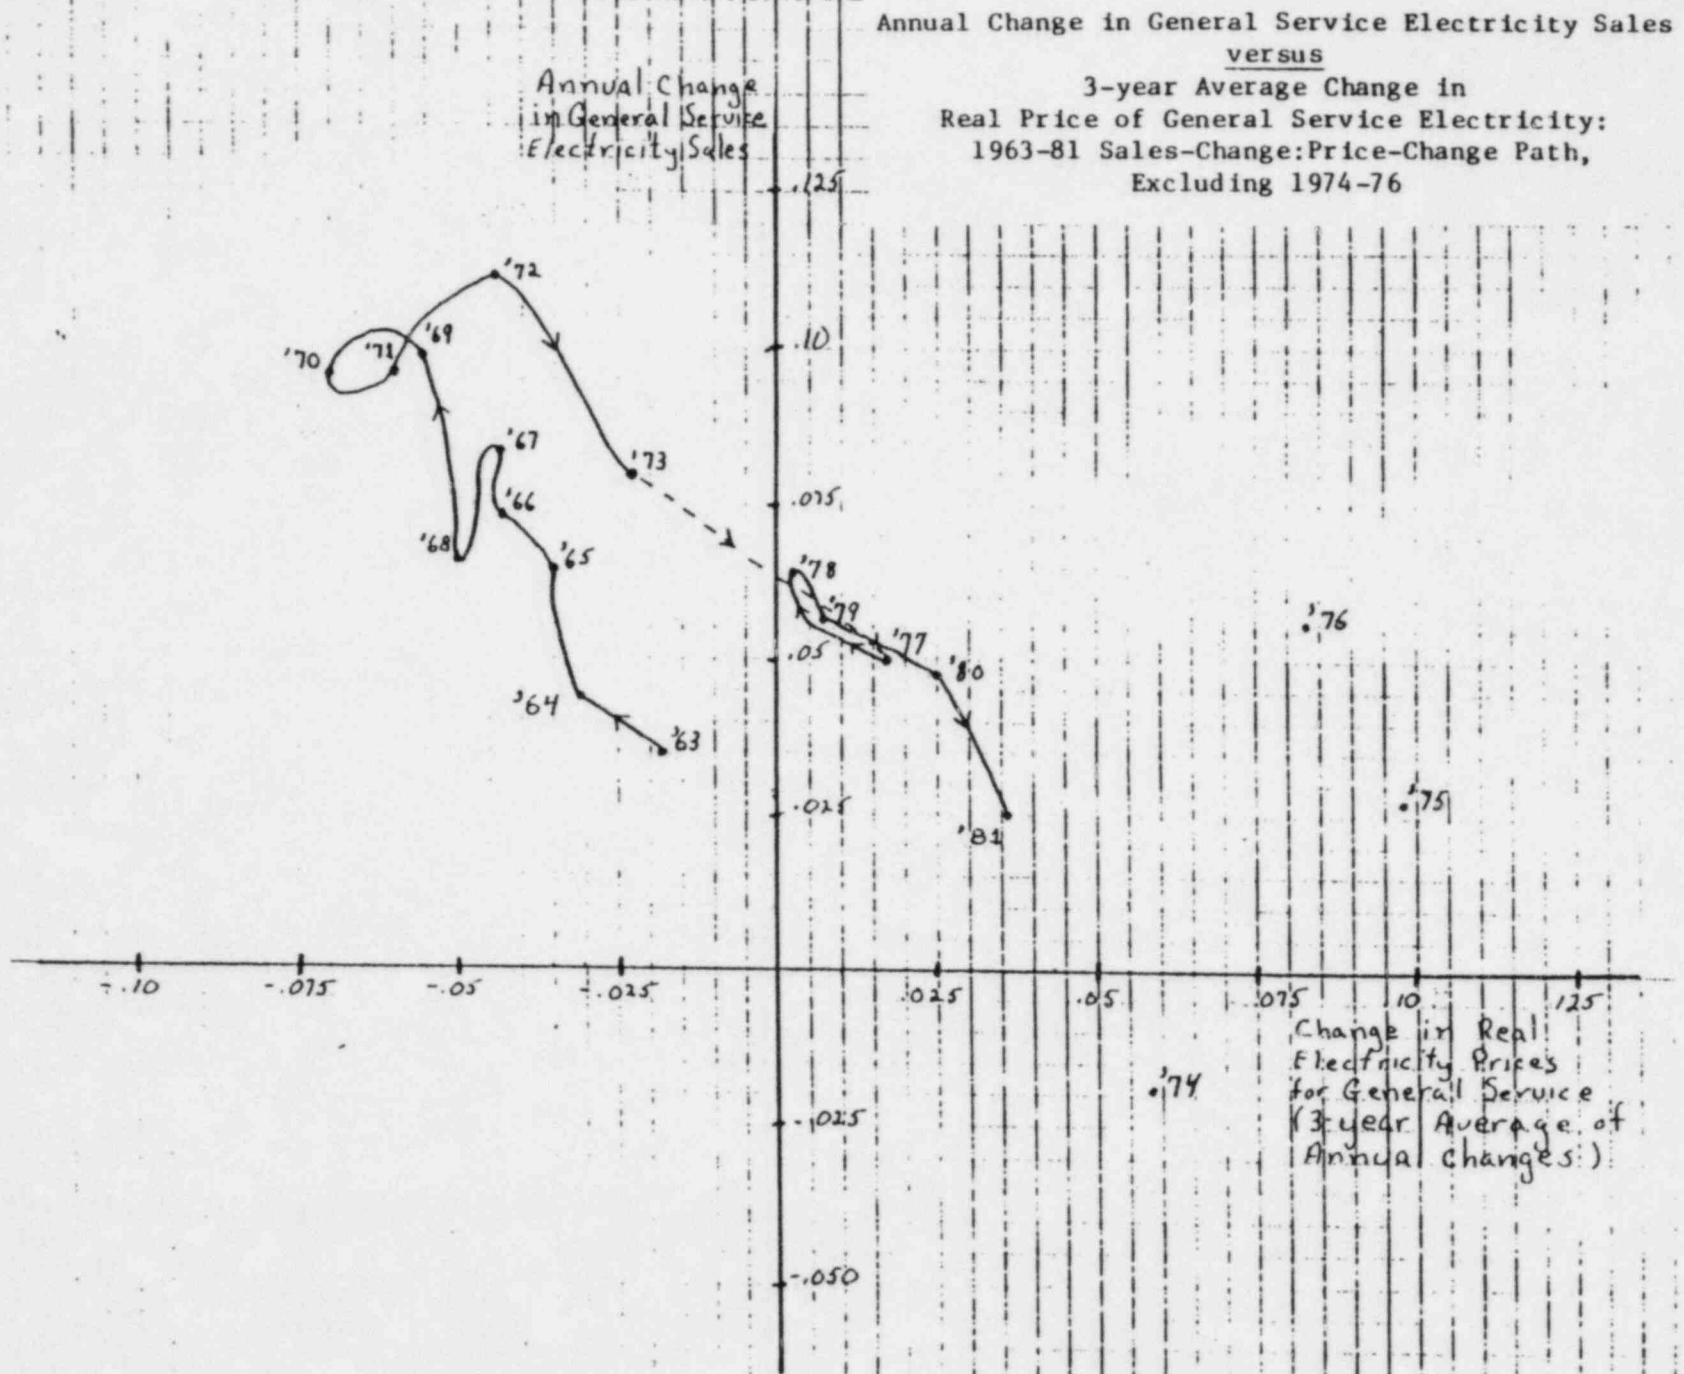 Annual Change in General Service Electricity Sales
versus
3-year Average Change in
Real Price of General Service Electricity:
1963-81 Sales-Change:Price-Change Path,
Excluding 1974-76
Annual Change
in General Service
Electricity Sales
.125
'72
.10
'69
'71
'70
'67
'73
.075
'66
'68
'65
'78
'79
'76
'77
.05
'80
'64
'63
.025
'75
'81
-.10
-.075
-.05
-.025
.025
.05
.075
.10
.125
Change in Real
Electricity Prices
for General Service
(3-year Average of
Annual Changes)
'74
-.025
-.050